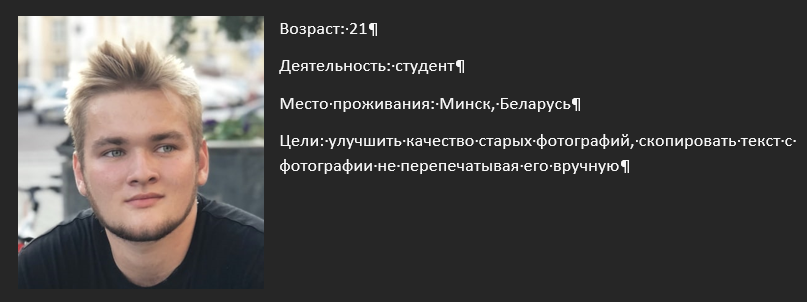 Возраст:·21¶
Деятельность:·студент¶
Место·проживания:·Минск,·Беларусь¶
Цели:·улучшить·качество·старых·фотографий,·скопировать·текст·с·
фотографии·не·перепечатывая·его·вручную¶